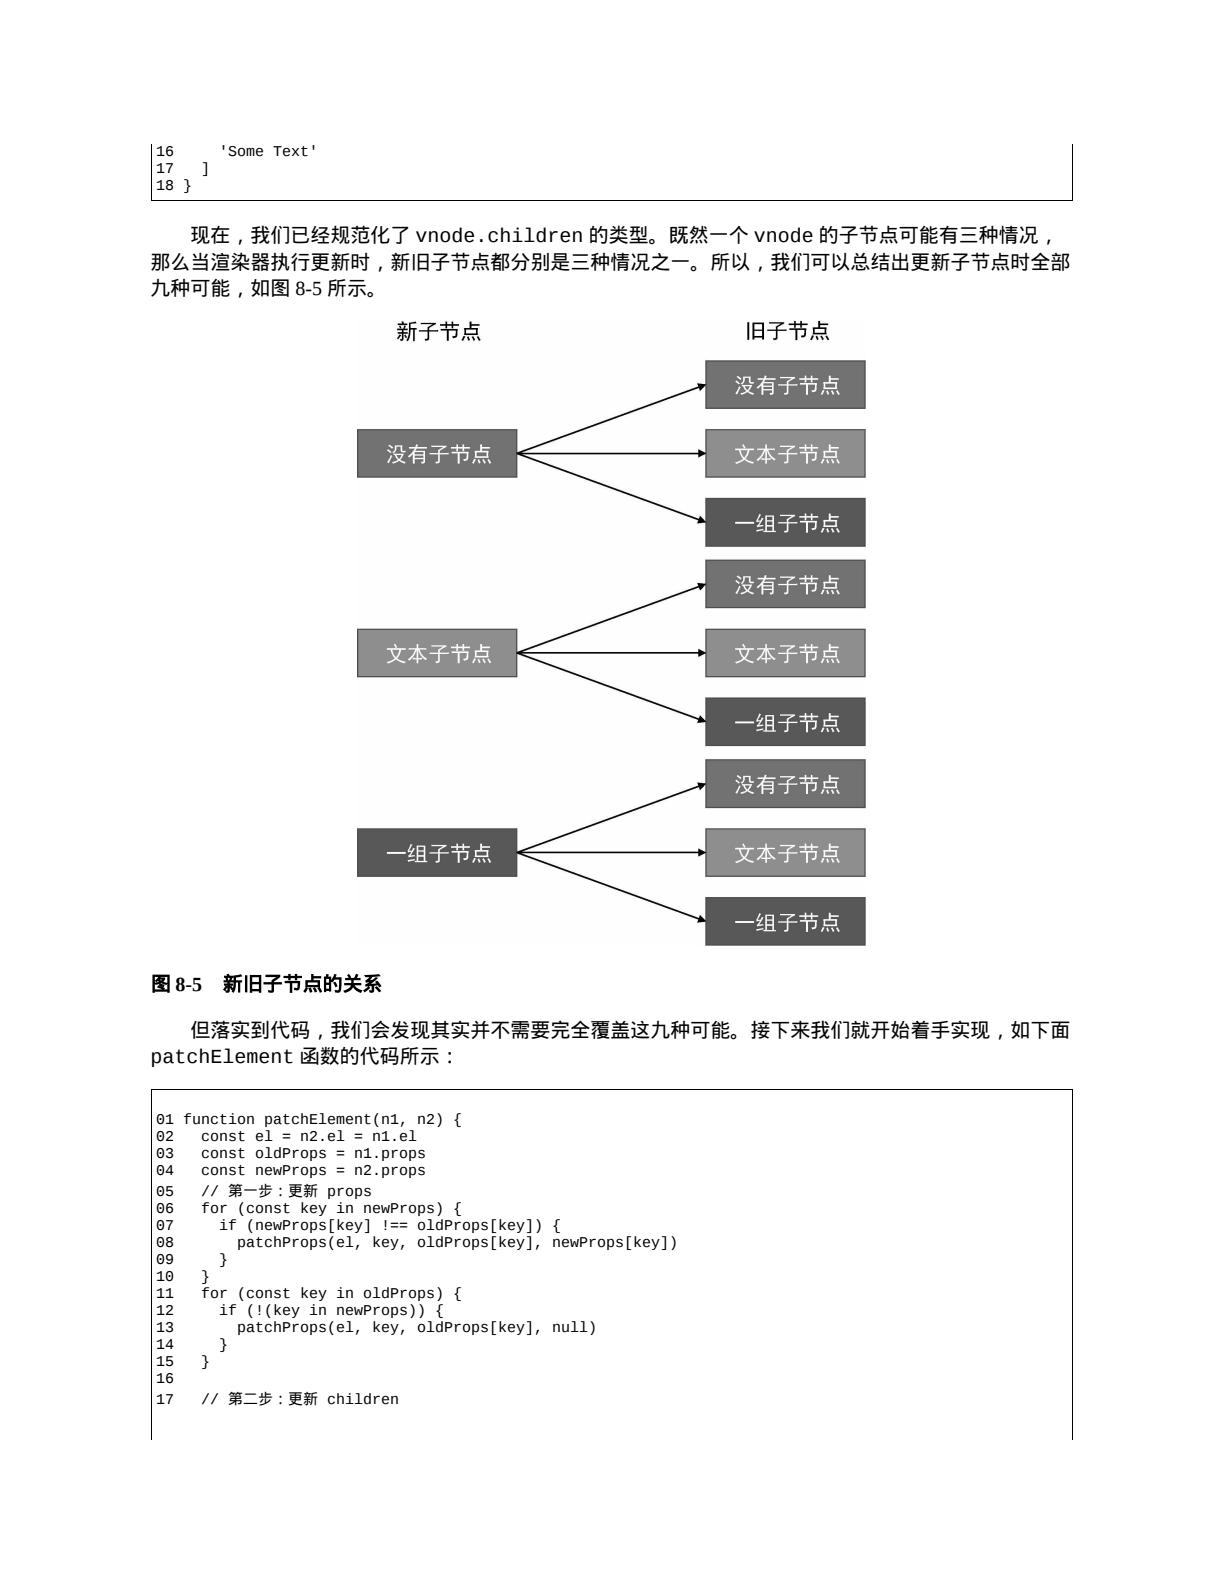 16     'Some Text'
17   ]
18 }
现在，我们已经规范化了 vnode.children 的类型。既然一个 vnode 的子节点可能有三种情况，
那么当渲染器执行更新时，新旧子节点都分别是三种情况之一。所以，我们可以总结出更新子节点时全部
九种可能，如图 8-5 所示。
新子节点
旧子节点
没有子节点
没有子节点
文本子节点
一组子节点
文本子节点
没有子节点
文本子节点
一组子节点
一组子节点
没有子节点
文本子节点
一组子节点
图 8-5　新旧子节点的关系
但落实到代码，我们会发现其实并不需要完全覆盖这九种可能。接下来我们就开始着手实现，如下面
patchElement 函数的代码所示：
01 function patchElement(n1, n2) {
02   const el = n2.el = n1.el
03   const oldProps = n1.props
04   const newProps = n2.props
05   // 第一步：更新 props
06   for (const key in newProps) {
07     if (newProps[key] !== oldProps[key]) {
08       patchProps(el, key, oldProps[key], newProps[key])
09     }
10   }
11   for (const key in oldProps) {
12     if (!(key in newProps)) {
13       patchProps(el, key, oldProps[key], null)
14     }
15   }
16
17   // 第二步：更新 children